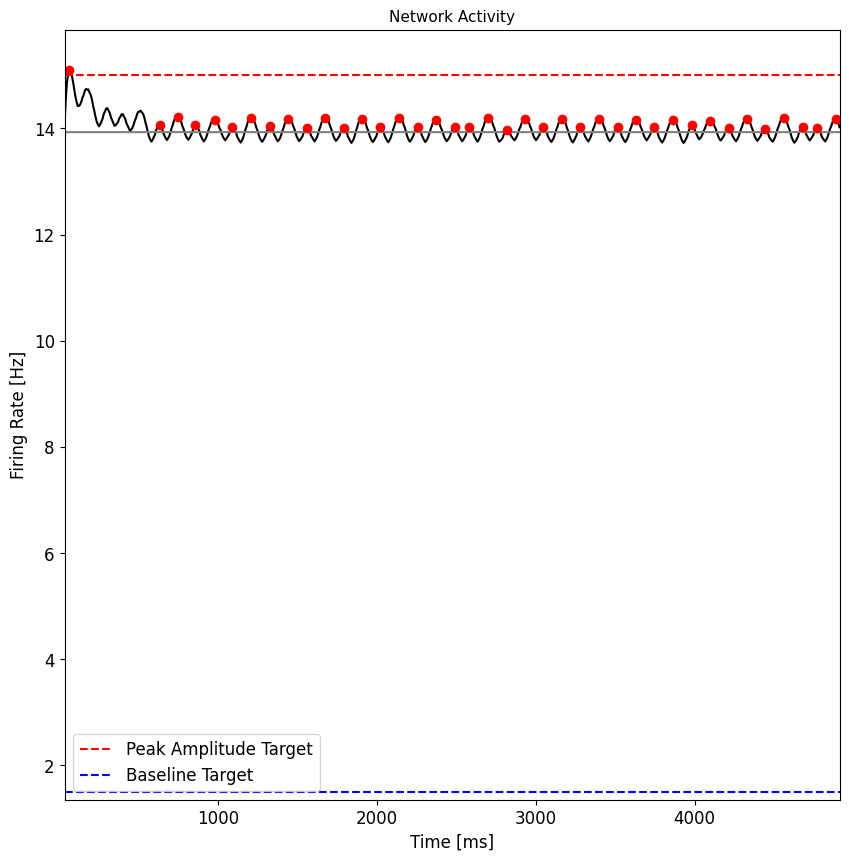 Network Activity
Firing Rate [Hz]
14
12
10
8
6
4
2
Peak Amplitude Target
Baseline Target
1000 2000 3000 4000
Time [ms]